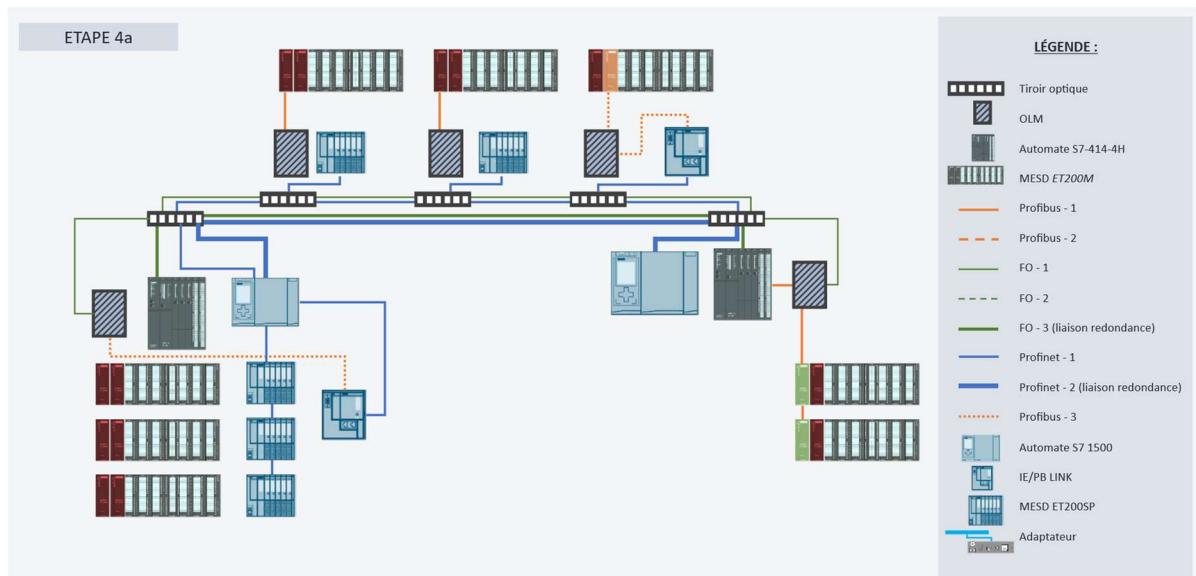 ETAPE 4a
LÉGENDE :
Tiroir optique
OLM
Automate S7-414-4H
MESD ET200M
Profibus - 1
Profibus - 2
FO - 1
FO - 2
FO - 3 (liaison redondance)
Profinet - 1
Profinet - 2 (liaison redondance)
Profibus - 3
Automate S7 1500
IE/PB LINK
MESD ET200SP
Adaptateur